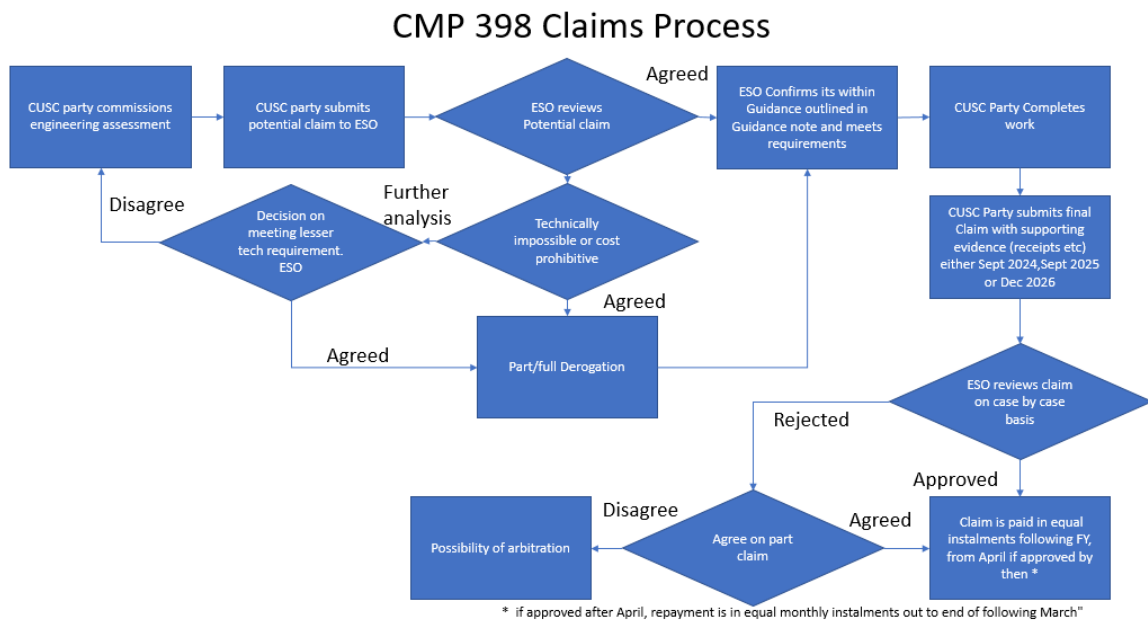 CMP 398 Claims Process
CUSC party commissions
engineering assessment
CUSC party submits
potential claim to ESO
ESO reviews
Potential claim
Agreed
ESO Confirms its within
Guidance outlined in
Guidance note and meets
requirements
CUSC Party Completes
work
Disagree
Decision on
meeting lesser
tech requirement.
ESO
Further
analysis
Technically
impossible or cost
prohibitive
CUSC Party submits final
Claim with supporting
evidence (receipts etc)
either Sept 2024,Sept 2025
or Dec 2026
Agreed
Agreed
Part/full Derogation
ESO reviews claim
on case by case
basis
Rejected
Approved
Possibility of arbitration
Disagree
Agree on part
claim
Agreed
Claim is paid in equal
instalments following FY,
from April if approved by
then *
* if approved after April, repayment is in equal monthly instalments out to end of following March"